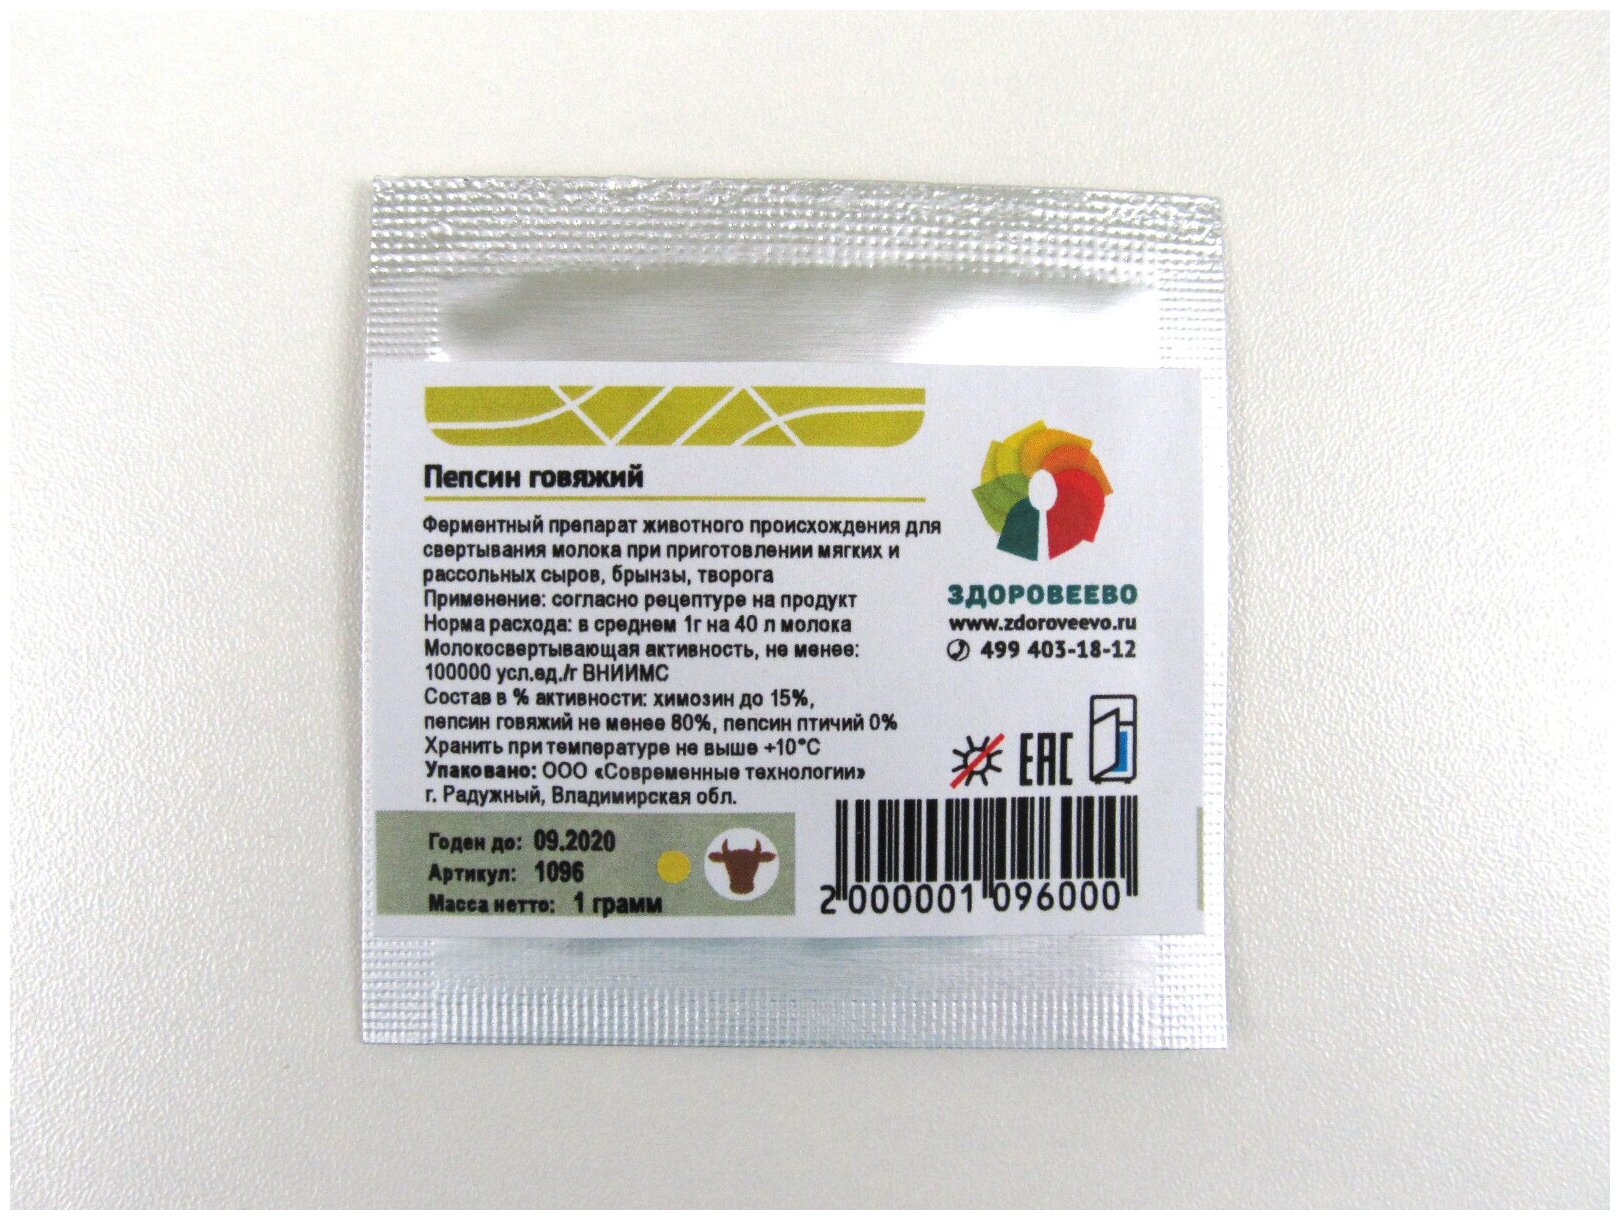 Пепсин говяжий
Ферментный препарат животного происхождения для
свертывания молока при приготовлении мягких и
рассольных сыров, брынзы, творога
Применение: согласно рецептуре на продукт
Норма расхода: в среднем 1г на 40 л молока
Молокосвертывающая активность, не менее:
100000 усл.ед./г ВНИИМС
Состав в % активности: химозин до 15%,
пепсин говяжий не менее 80%, пепсин птичий 0%
Хранить при температуре не выше +10°С
Упаковано: ООО «Современные технологии»
г. Радужный, Владимирская обл.
Годен до: 09.2020
Артикул: 1096
Масса нетто: 1 грамм
ЗДОРОВЕЕВО
www.zdoroveevo.ru
499 403-18-12
EAC
2 000001 096000